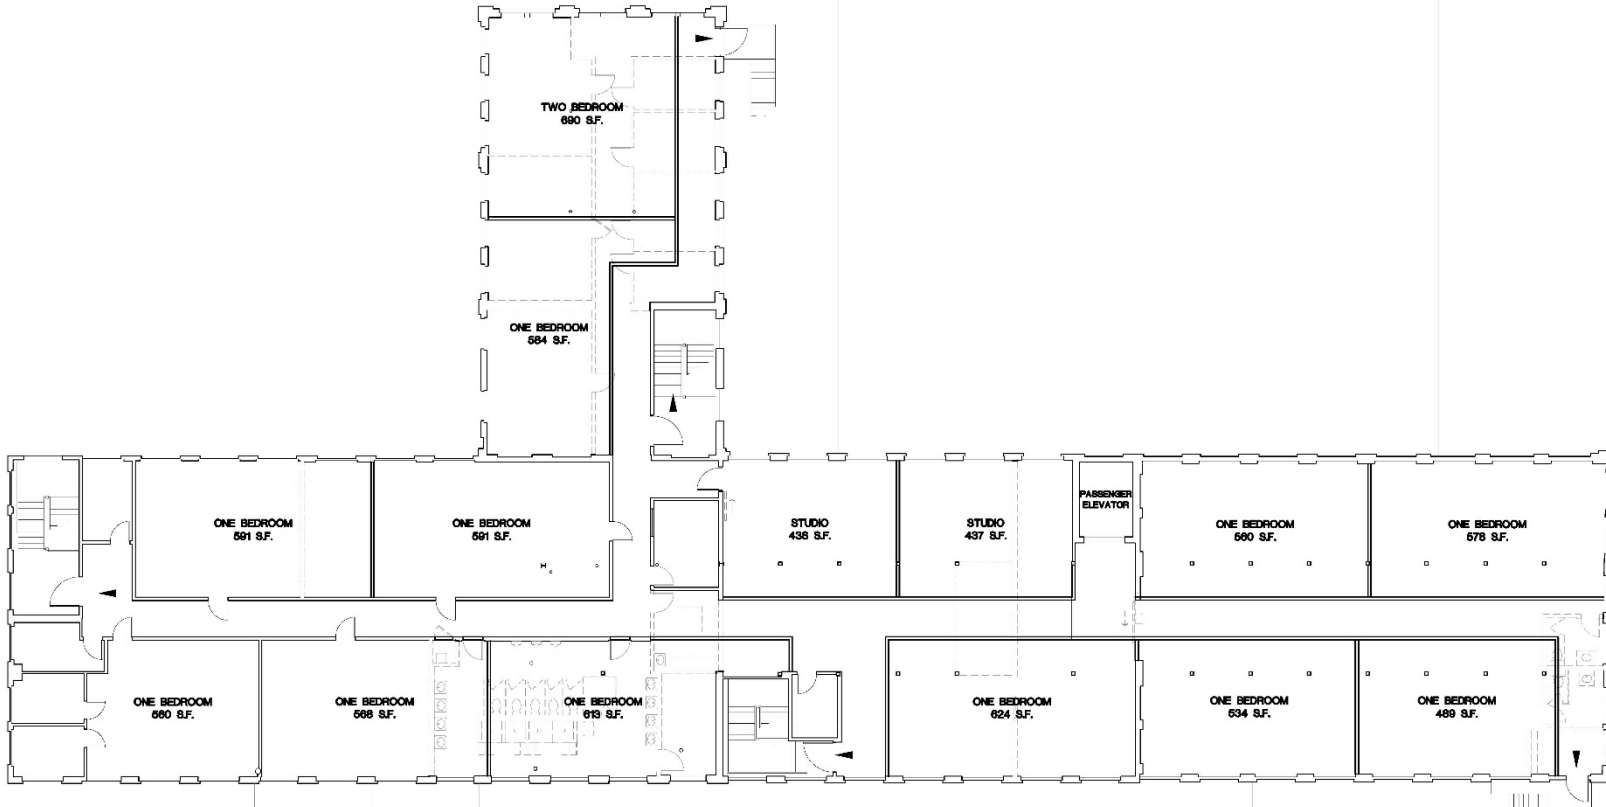 TWO BEDROOM
690 S.F.
ONE BEDROOM
584 S.F.
ONE BEDROOM
591 S.F.
ONE BEDROOM
591 S.F.
STUDIO
436 S.F.
STUDIO
437 S.F.
PASSENGER
ELEVATOR
ONE BEDROOM
560 S.F.
ONE BEDROOM
578 S.F.
ONE BEDROOM
560 S.F.
ONE BEDROOM
568 S.F.
ONE BEDROOM
613 S.F.
ONE BEDROOM
624 S.F.
ONE BEDROOM
534 S.F.
ONE BEDROOM
489 S.F.